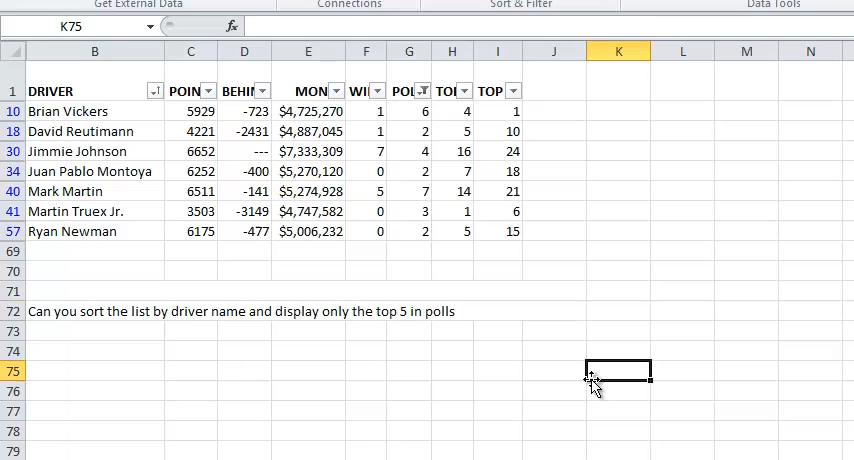 Get External Data Connections Sort & Filter Data Tools
K75 fx
B C D E F G H I J K L M N
1 DRIVER POIN BEHIN MON WI POL TO TOP
10 Brian Vickers 5929 -723 $4,725,270 1 6 4 1
18 David Reutimann 4221 -2431 $4,887,045 1 2 5 10
30 Jimmie Johnson 6652 --- $7,333,309 7 4 16 24
34 Juan Pablo Montoya 6252 -400 $5,270,120 0 2 7 18
40 Mark Martin 6511 -141 $5,274,928 5 7 14 21
41 Martin Truex Jr. 3503 -3149 $4,747,582 0 3 1 6
57 Ryan Newman 6175 -477 $5,006,232 0 2 5 15
69
70
71
72 Can you sort the list by driver name and display only the top 5 in polls
73
74
75
76
77
78
79